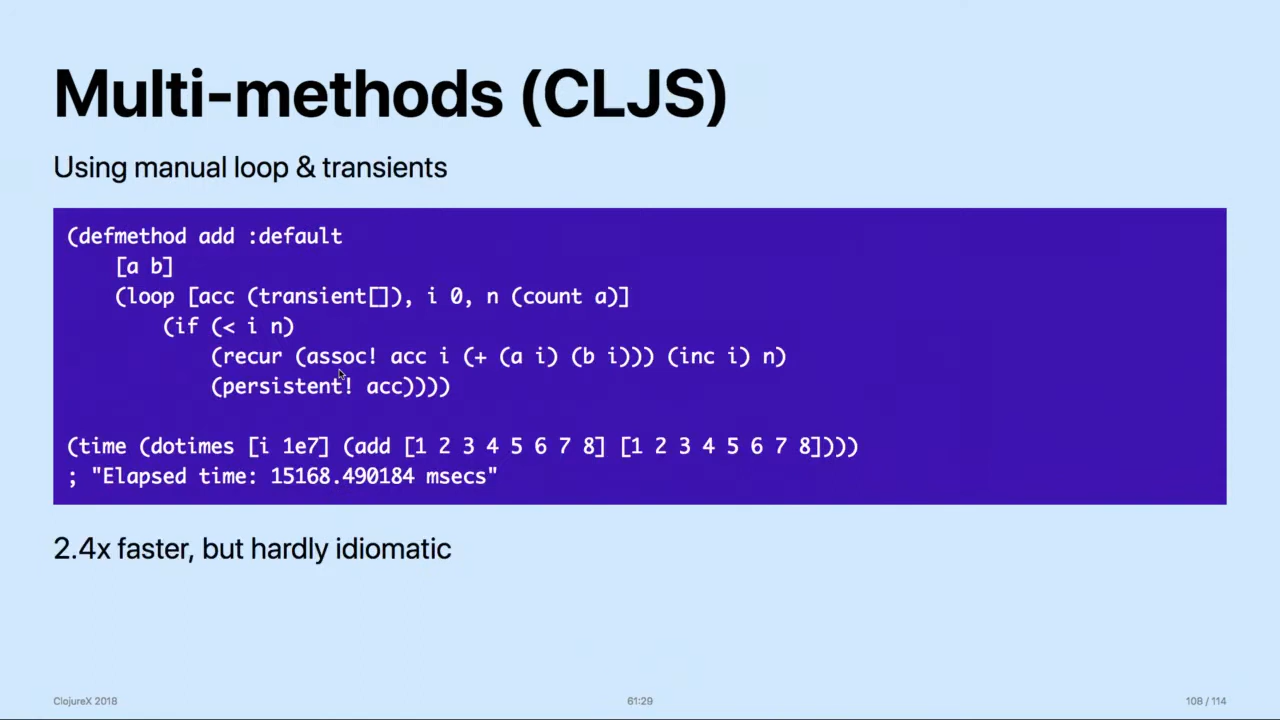 Multi-methods (CLJS)
Using manual loop & transients
(defmethod add :default
    [a b]
    (loop [acc (transient[]), i 0, n (count a)]
        (if (< i n)
            (recur (assoc! acc i (+ (a i) (b i))) (inc i) n)
            (persistent! acc))))
(time (dotimes [i 1e7] (add [1 2 3 4 5 6 7 8] [1 2 3 4 5 6 7 8])))
; "Elapsed time: 15168.490184 msecs"
2.4x faster, but hardly idiomatic
ClojureX 2018
61:29
108 / 114